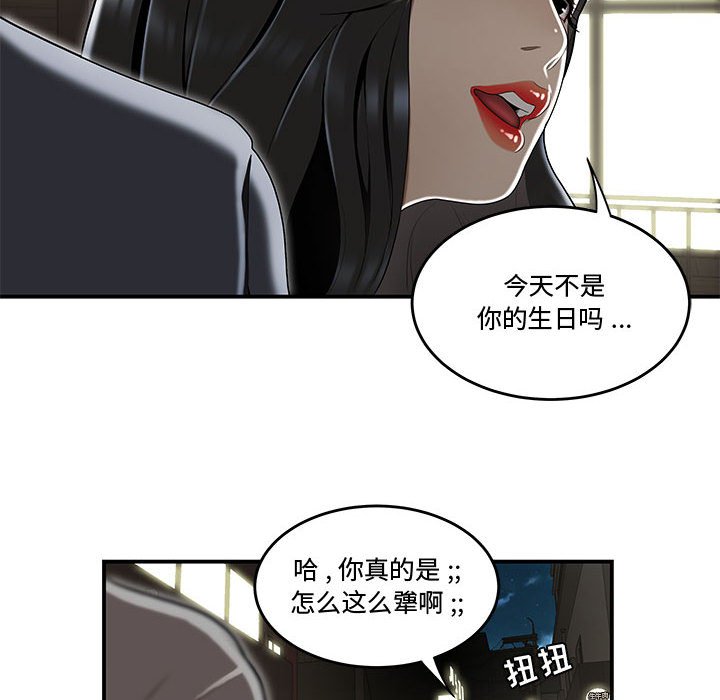 今天不是
你的生日吗 ...
哈 , 你真的是 ;;
怎么这么犟啊 ;;
扭扭